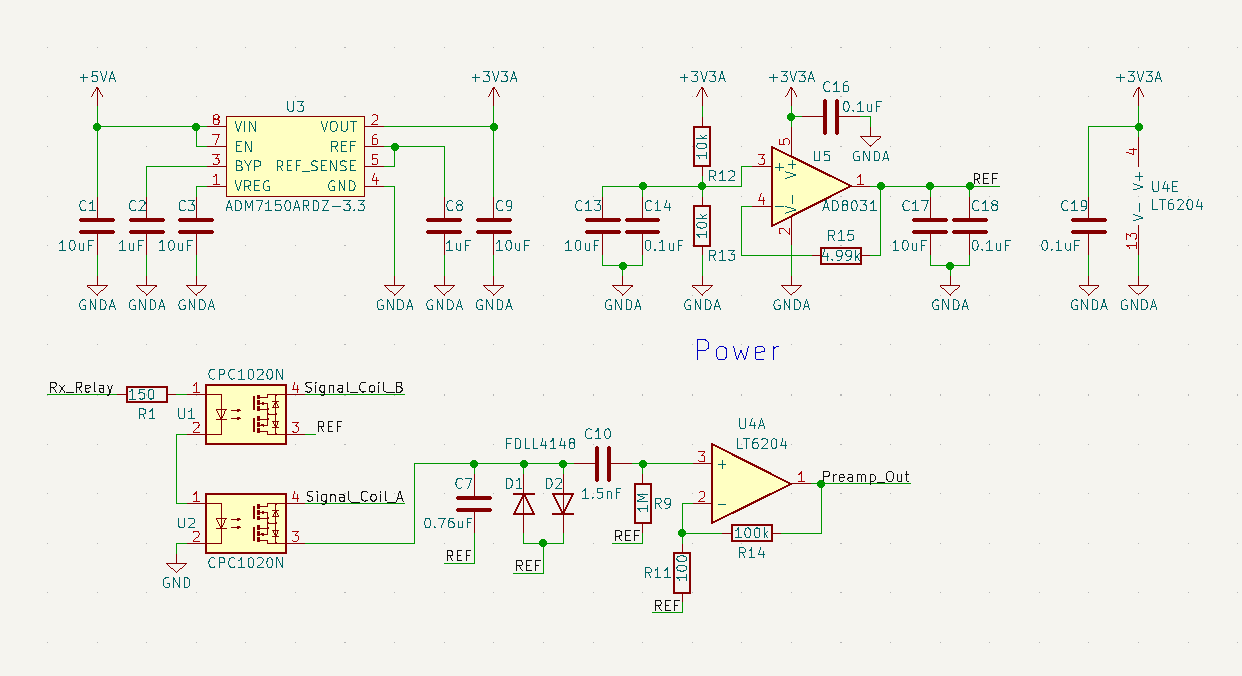 +5VA
+3V3A
+3V3A
+3V3A
+3V3A
C16
0.1uF
GNDA
U3
8 VIN VOUT 2
7 EN REF 6
3 BYP REF_SENSE 5
1 VREG GND 4
ADM7150ARDZ-3.3
C1
10uF
C2
1uF
C3
10uF
C8
1uF
C9
10uF
GNDA
GNDA
GNDA
GNDA
GNDA
GNDA
10k
R12
10k
R13
C13
10uF
C14
0.1uF
GNDA
GNDA
U5
AD8031
3 +
4 −
5 V+
2 V-
1
R15
4.99k
GNDA
REF
C17
10uF
C18
0.1uF
GNDA
C19
0.1uF
GNDA
4 V+
13 V-
U4E
LT6204
GNDA
Power
CPC1020N
Rx_Relay
150
R1
U1
1
2
4
3
Signal_Coil_B
REF
U2
1
2
4
3
Signal_Coil_A
CPC1020N
GND
C7
0.76uF
REF
FDLL4148
D1
D2
REF
C10
1.5nF
1M
R9
REF
U4A
LT6204
3 +
2 −
1
Preamp_Out
100k
R14
R11
100
REF